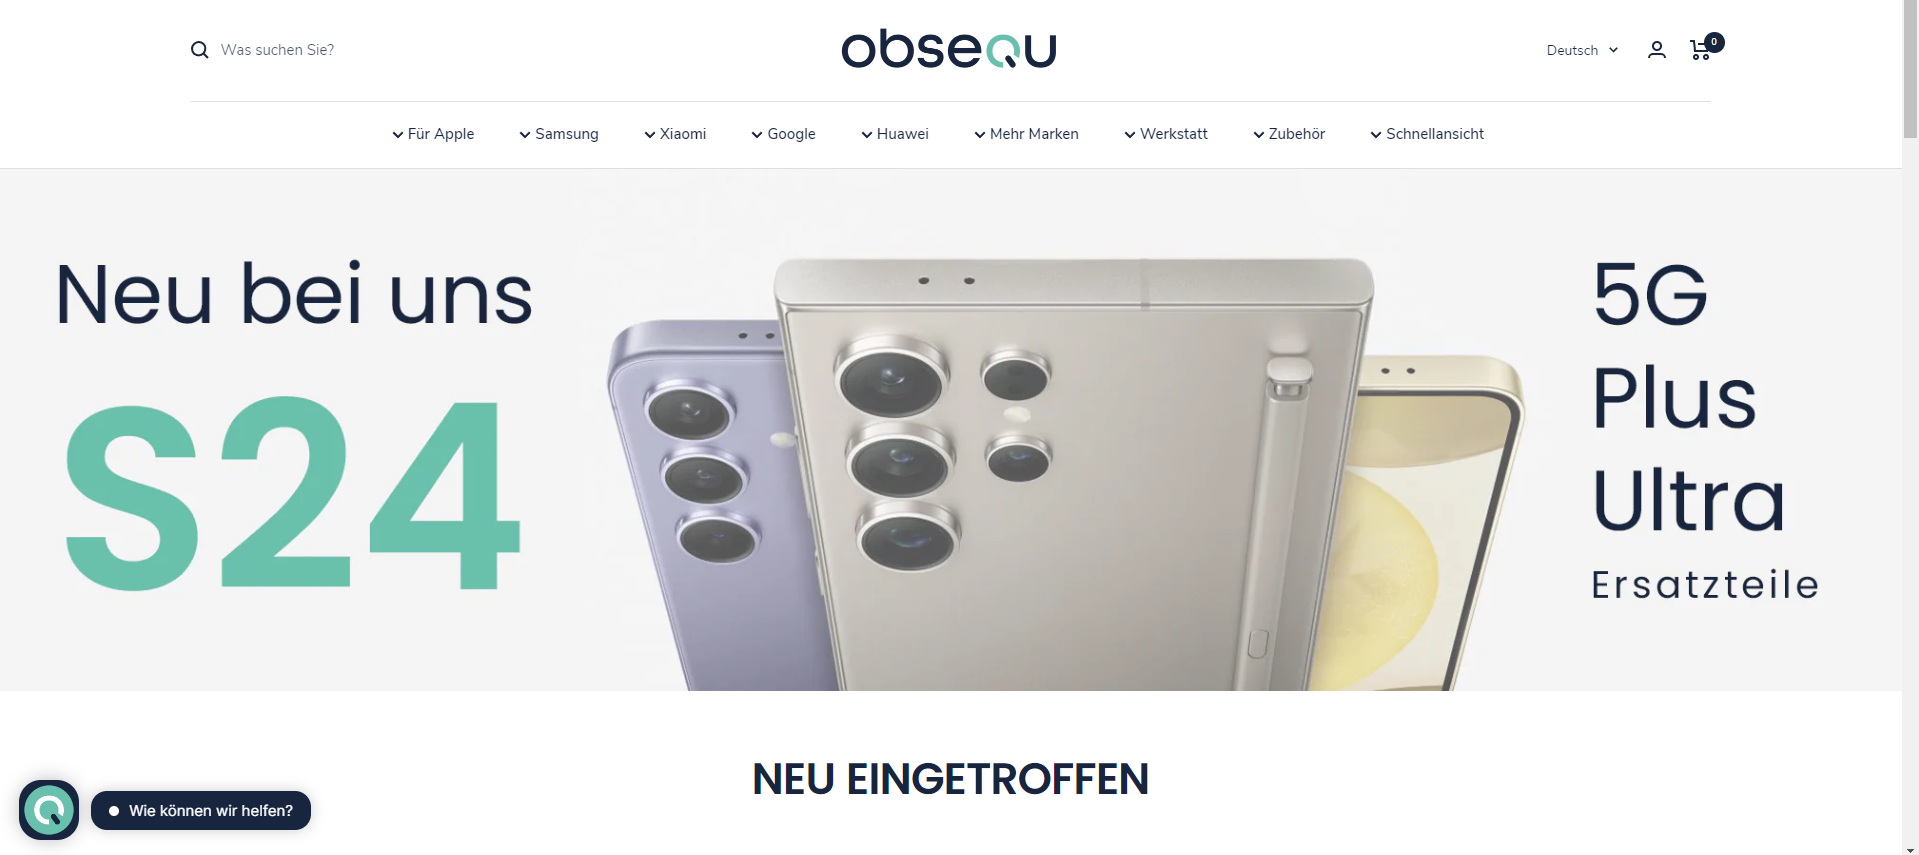 Was suchen Sie?
obsequ
Deutsch
0
Für Apple
Samsung
Xiaomi
Google
Huawei
Mehr Marken
Werkstatt
Zubehör
Schnellansicht
Neu bei uns
S24
5G
Plus
Ultra
Ersatzteile
NEU EINGETROFFEN
Wie können wir helfen?